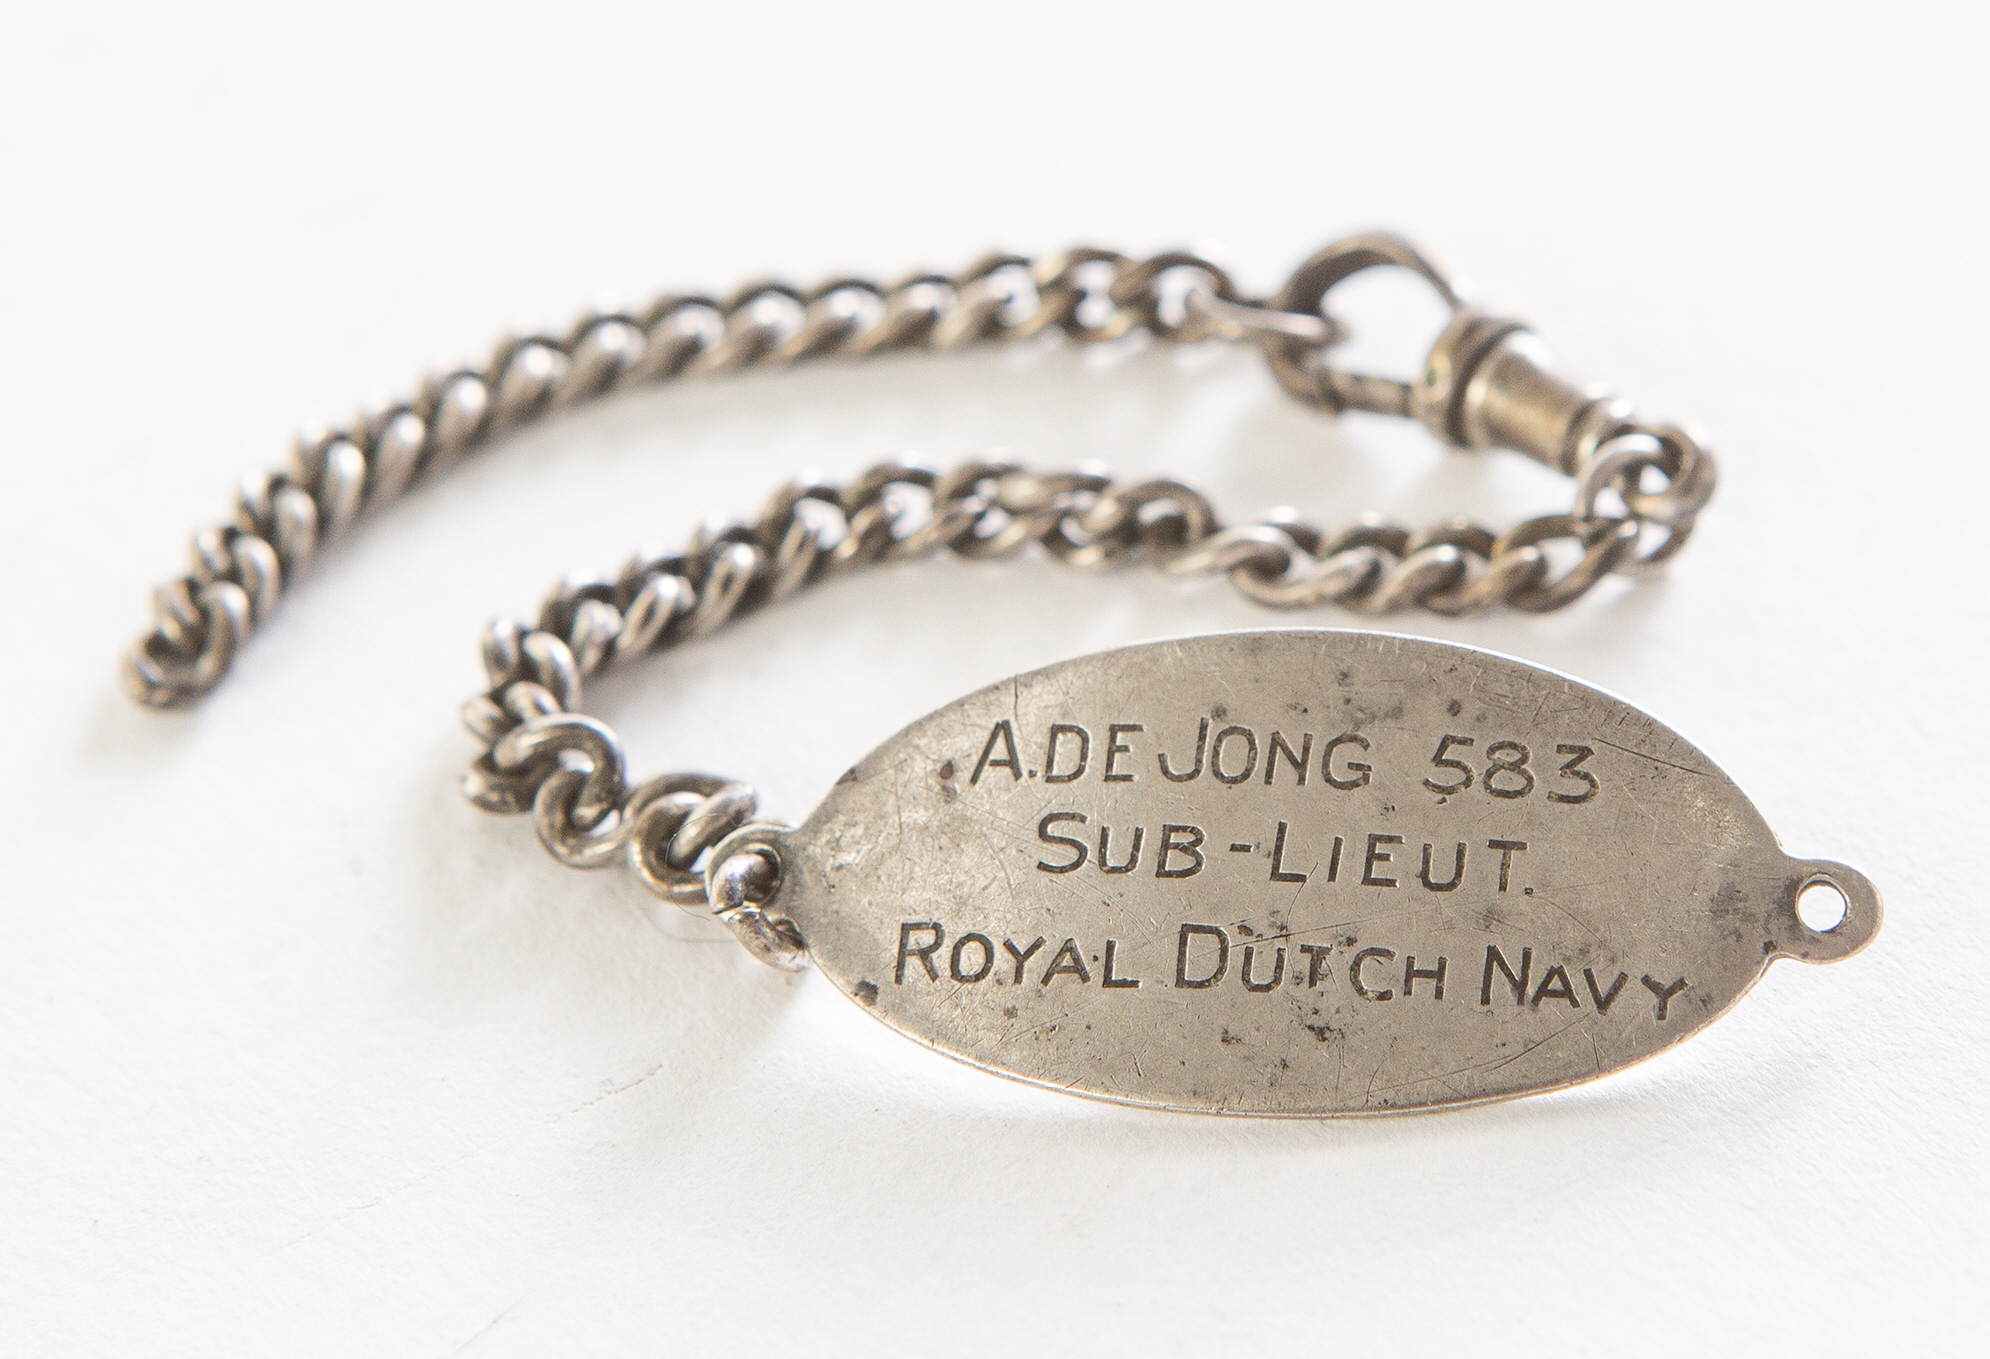 A. DE JONG 583
SUB-LIEUT.
ROYAL DUTCH NAVY